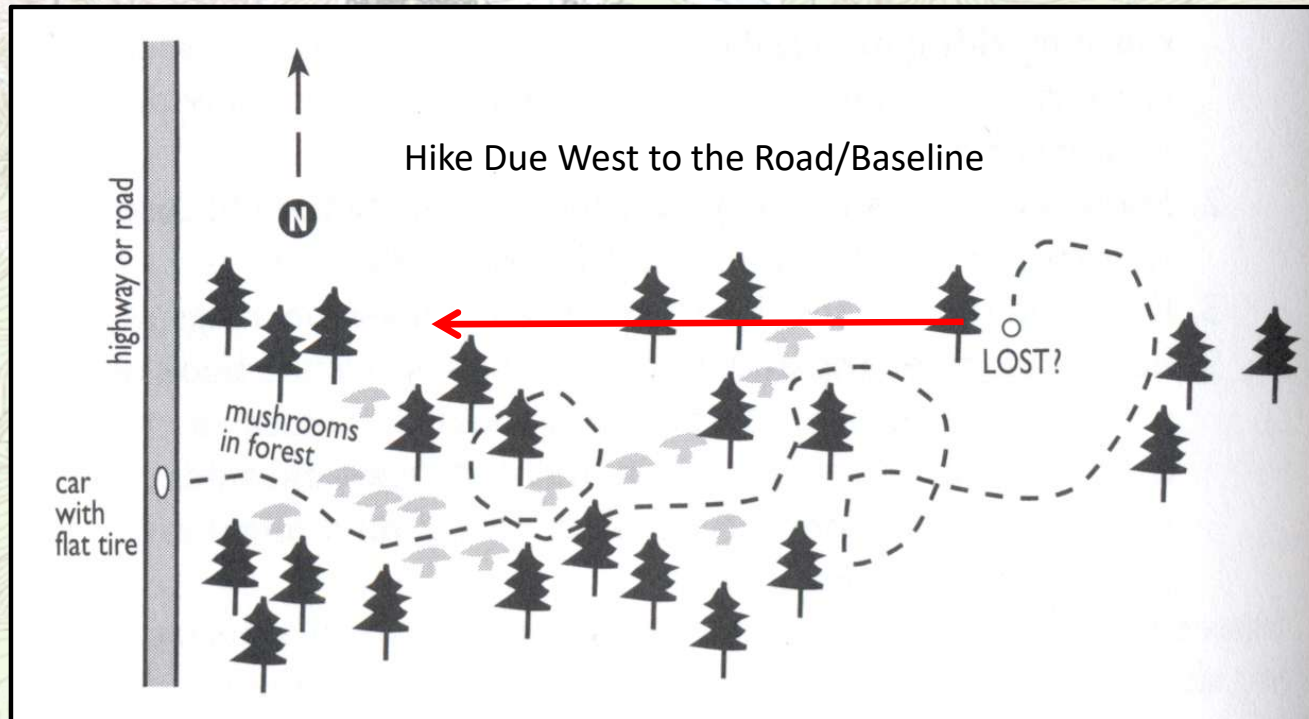 Hike Due West to the Road/Baseline
highway or road
N
LOST?
mushrooms
in forest
car
with
flat tire